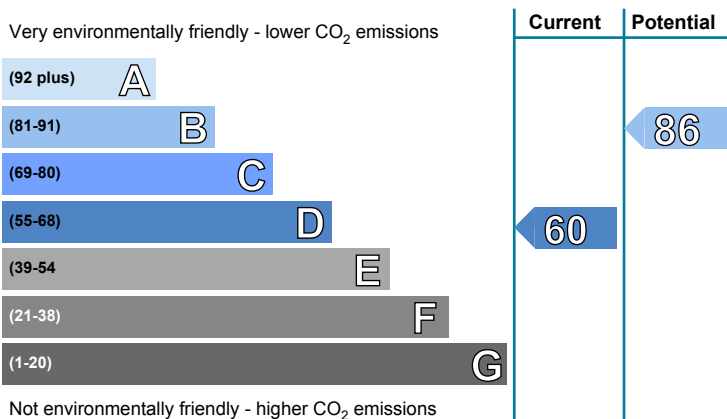 Very environmentally friendly - lower CO2 emissions
Current
Potential
(92 plus) A
(81-91) B
86
(69-80) C
(55-68) D
60
(39-54 E
(21-38) F
(1-20) G
Not environmentally friendly - higher CO2 emissions